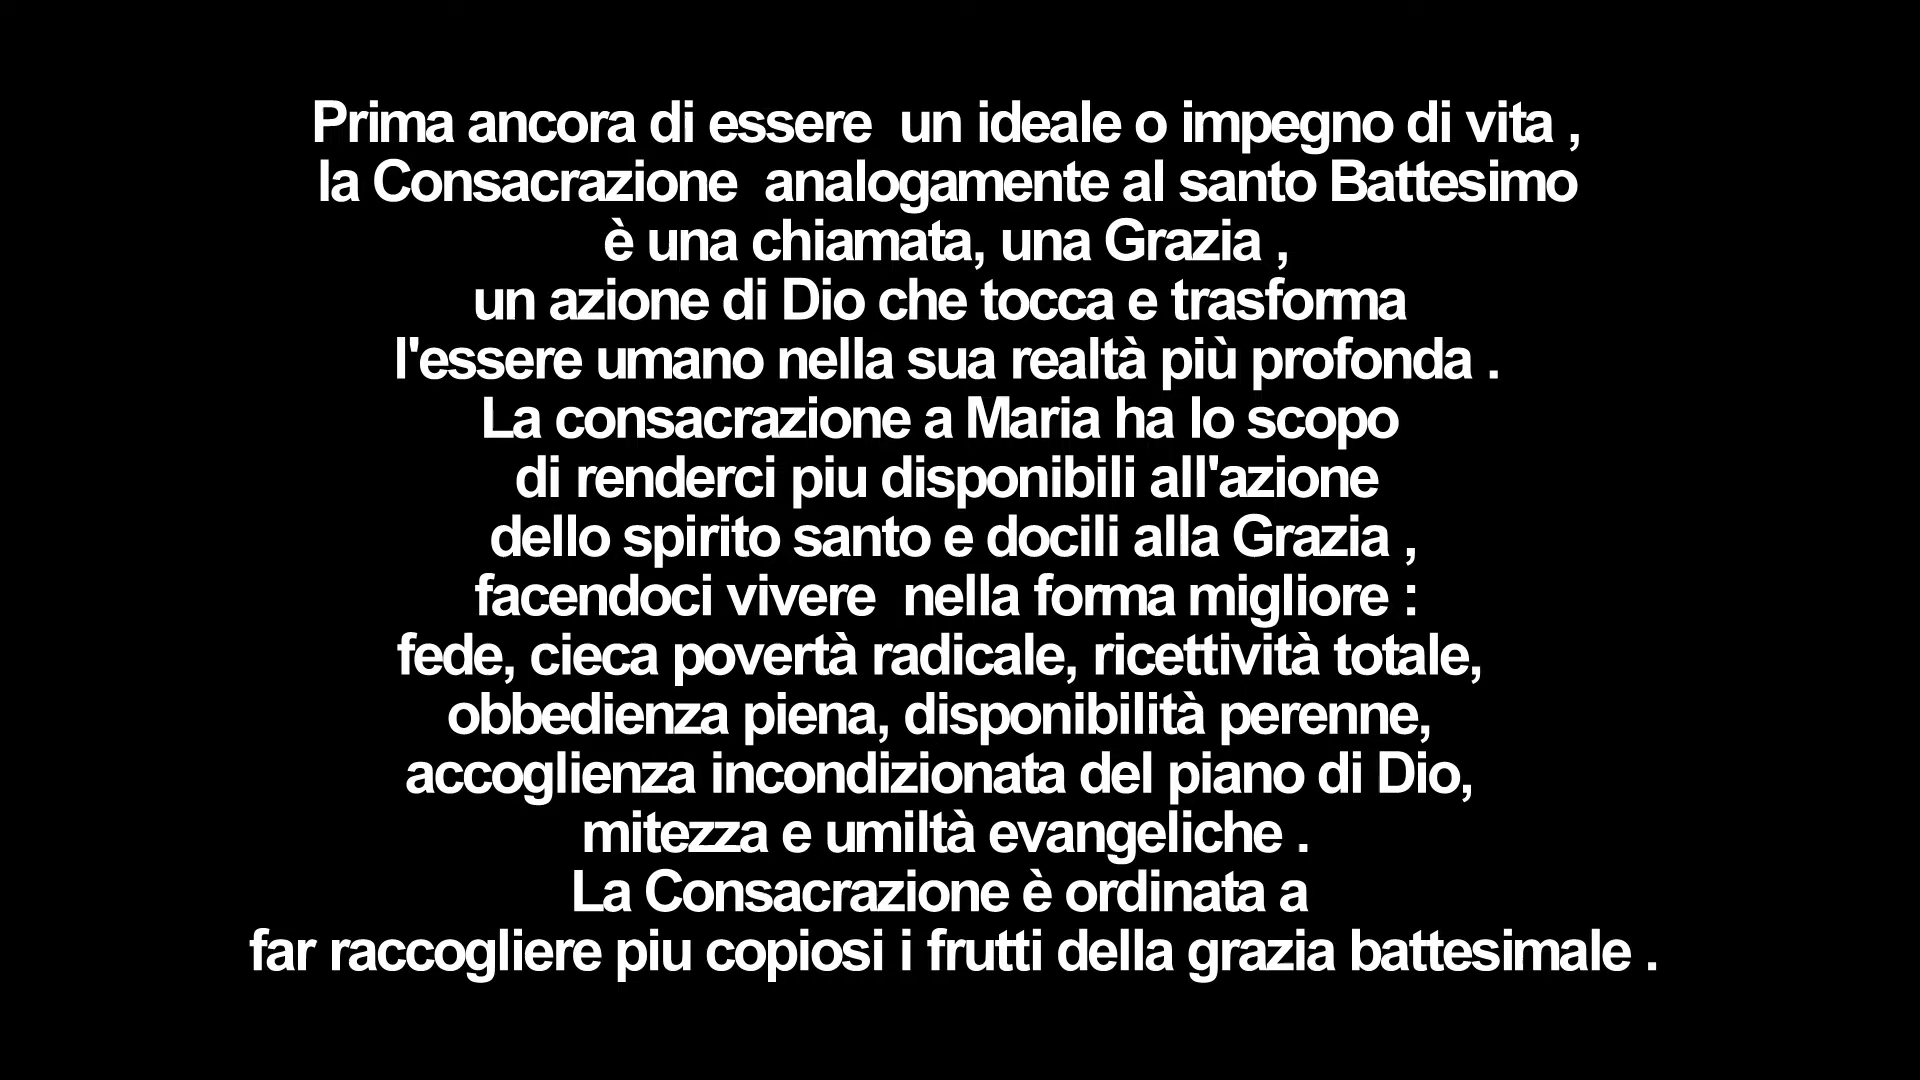 Prima ancora di essere  un ideale o impegno di vita ,
la Consacrazione  analogamente al santo Battesimo
è una chiamata, una Grazia ,
un azione di Dio che tocca e trasforma
l'essere umano nella sua realtà più profonda .
La consacrazione a Maria ha lo scopo
di renderci piu disponibili all'azione
dello spirito santo e docili alla Grazia ,
facendoci vivere  nella forma migliore :
fede, cieca povertà radicale, ricettività totale,
obbedienza piena, disponibilità perenne,
accoglienza incondizionata del piano di Dio,
mitezza e umiltà evangeliche .
La Consacrazione è ordinata a
far raccogliere piu copiosi i frutti della grazia battesimale .